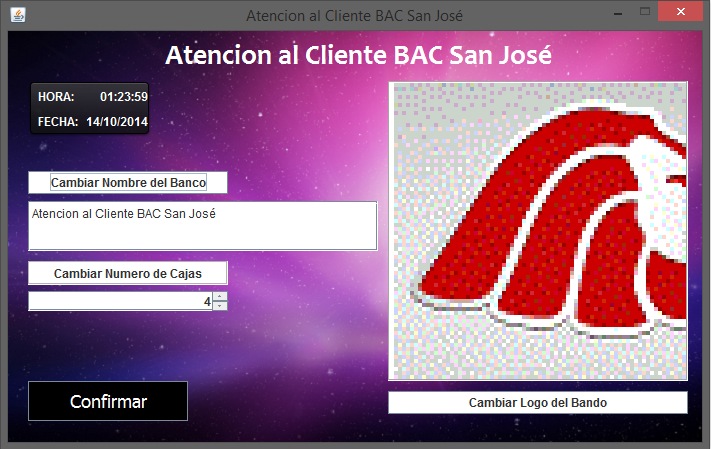 Atencion al Cliente BAC San José
Atencion al Cliente BAC San José
HORA: 01:23:59
FECHA: 14/10/2014
Cambiar Nombre del Banco
Atencion al Cliente BAC San José
Cambiar Numero de Cajas
4
Confirmar
Cambiar Logo del Bando